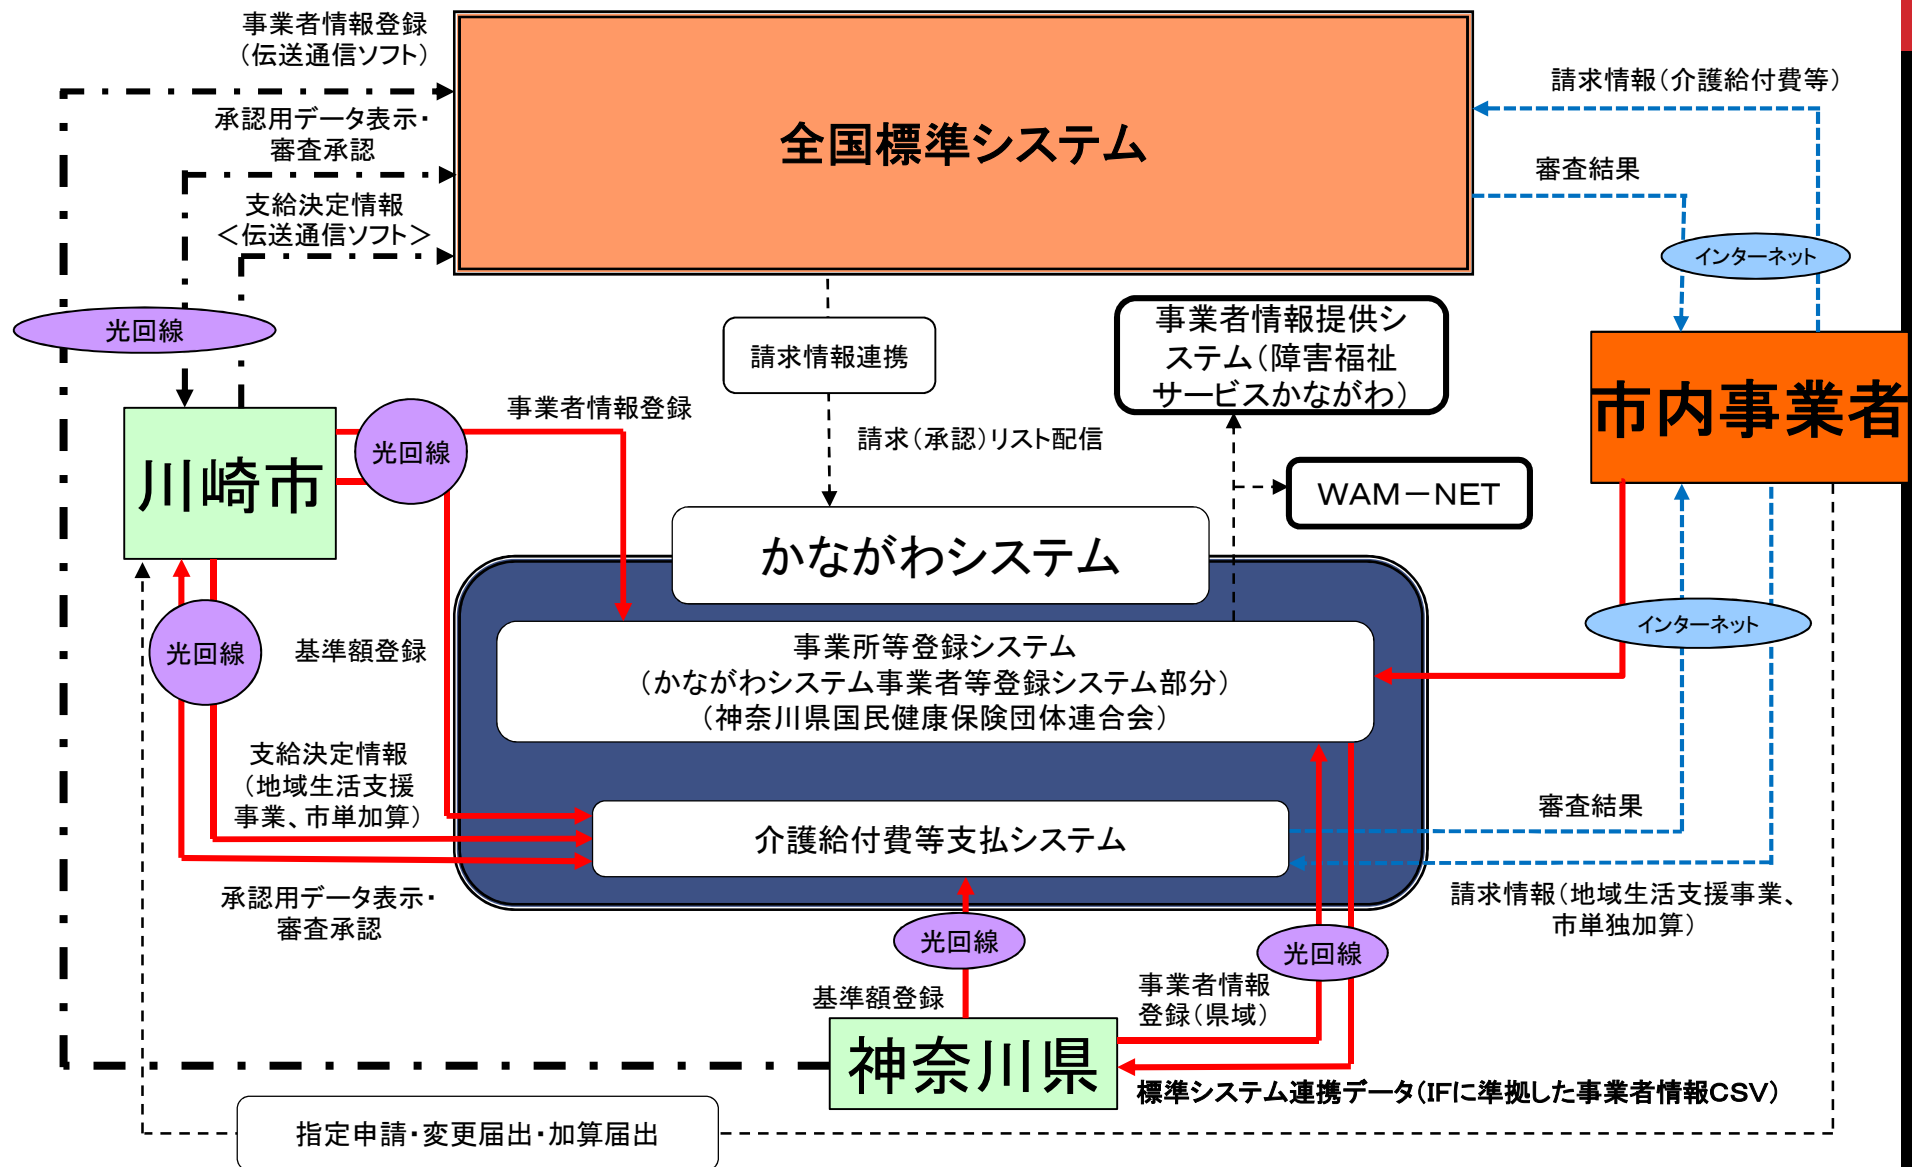 事業者情報登録
（伝送通信ソフト）
承認用データ表示・
審査承認
支給決定情報
＜伝送通信ソフト＞
全国標準システム
請求情報（介護給付費等）
審査結果
インターネット
光回線
請求情報連携
事業者情報提供シ
ステム（障害福祉
サービスかながわ）
市内事業者
事業者情報登録
請求（承認）リスト配信
川崎市
光回線
WAM－NET
かながわシステム
光回線
基準額登録
インターネット
事業所等登録システム
（かながわシステム事業者等登録システム部分）
（神奈川県国民健康保険団体連合会）
支給決定情報
（地域生活支援
事業、市単加算）
介護給付費等支払システム
審査結果
承認用データ表示・
審査承認
請求情報（地域生活支援事業、
市単独加算）
光回線
光回線
基準額登録
事業者情報
登録（県域）
神奈川県
標準システム連携データ（IFに準拠した事業者情報CSV）
指定申請・変更届出・加算届出